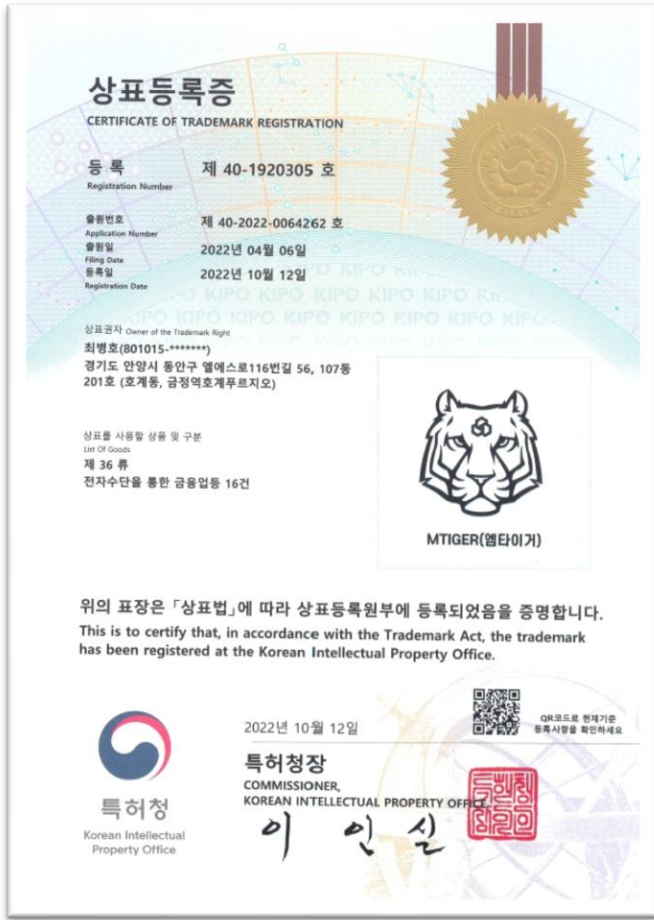 상표등록증
CERTIFICATE OF TRADEMARK REGISTRATION
등 록
제 40-1920305 호
Registration Number
출원번호
제 40-2022-0064262 호
Application Number
출원일
2022년 04월 06일
Filing Date
등록일
2022년 10월 12일
Registration Date
KIPO KIPO KIPO KIPO KIPO KIPO
상표권자 Owner of the Trademark Right
최병호(801015-*******)
경기도 안양시 동안구 엘에스로116번길 56, 107동
201호 (호계동, 금정역호계푸르지오)
상표를 사용할 상품 및 구분
List Of Goods
제 36 류
전자수단을 통한 금융업등 16건
MTIGER(엠타이거)
위의 표장은 「상표법」에 따라 상표등록원부에 등록되었음을 증명합니다.
This is to certify that, in accordance with the Trademark Act, the trademark
has been registered at the Korean Intellectual Property Office.
QR코드로 현재기준
등록사항을 확인하세요
2022년 10월 12일
특허청장
COMMISSIONER,
KOREAN INTELLECTUAL PROPERTY OFFICE
이 인 실
특허청
Korean Intellectual
Property Office